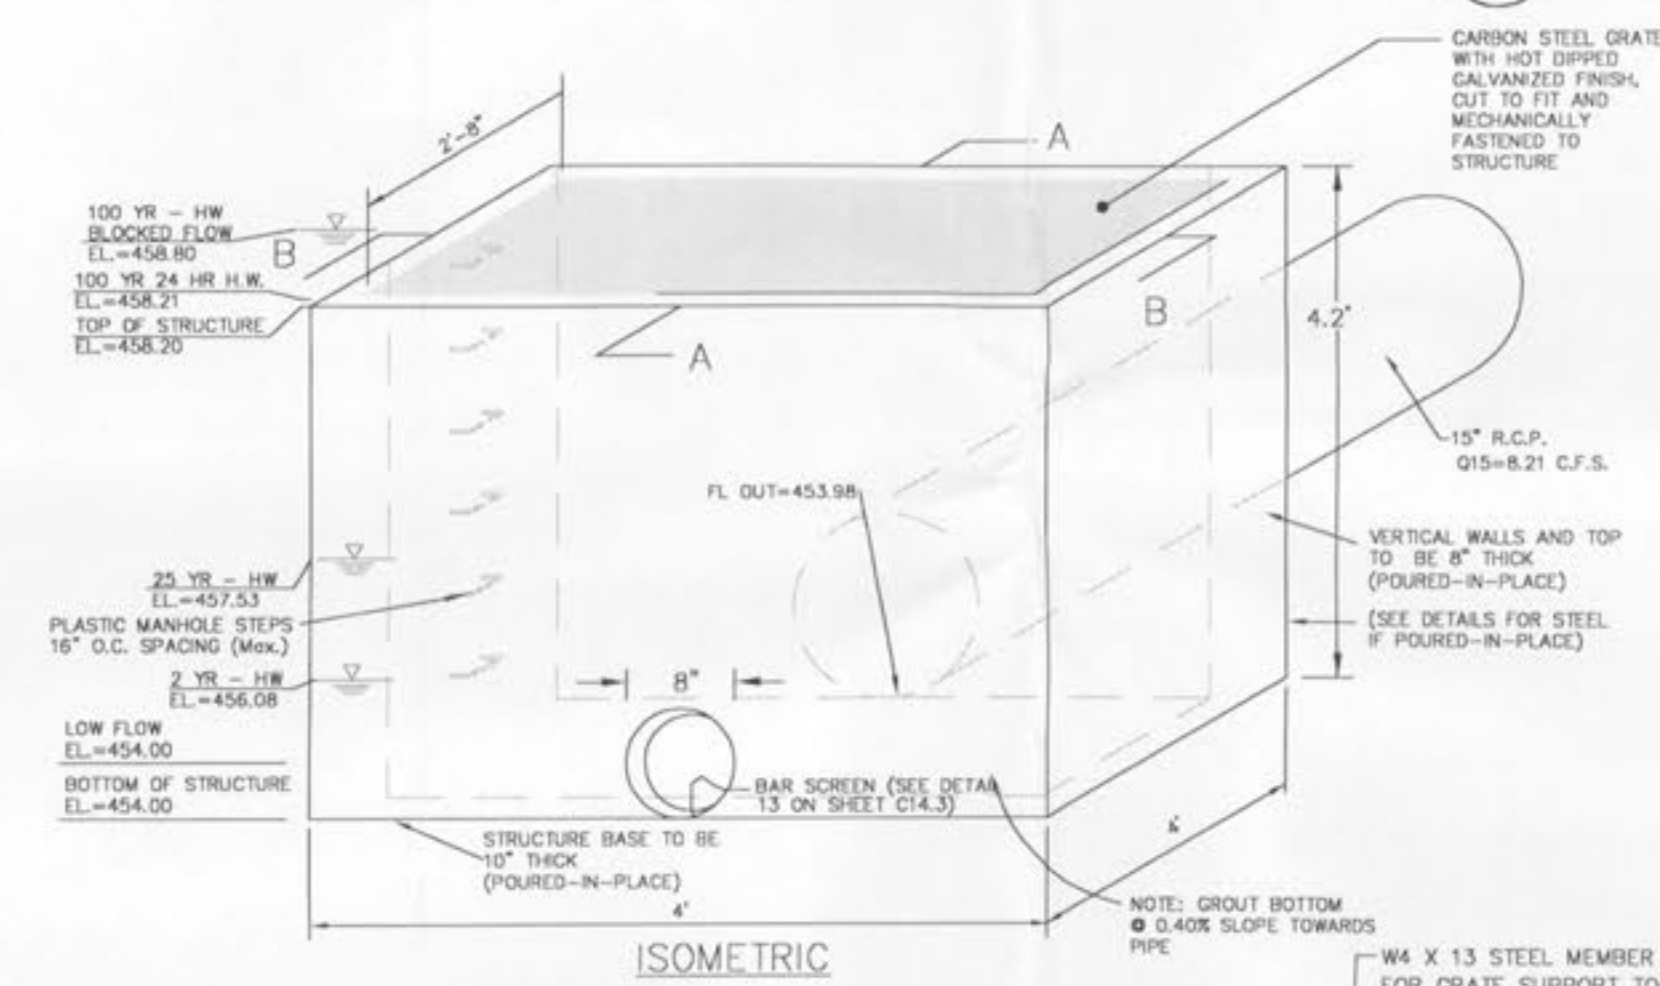 CARBON STEEL GRATE
WITH HOT DIPPED
GALVANIZED FINISH,
CUT TO FIT AND
MECHANICALLY
FASTENED TO
STRUCTURE
2'-8"
A
100 YR - HW
BLOCKED FLOW
EL.=458.80
B
100 YR 24 HR H.W.
EL.=458.21
TOP OF STRUCTURE
EL.=458.20
B
4.2'
A
15" R.C.P.
Q15=8.21 C.F.S.
FL OUT=453.98
VERTICAL WALLS AND TOP
TO BE 8" THICK
(POURED-IN-PLACE)
25 YR - HW
EL.=457.53
PLASTIC MANHOLE STEPS
16" O.C. SPACING (Max.)
(SEE DETAILS FOR STEEL
IF POURED-IN-PLACE)
2 YR - HW
EL.=456.08
8"
LOW FLOW
EL.=454.00
BOTTOM OF STRUCTURE
EL.=454.00
BAR SCREEN (SEE DETAI
13 ON SHEET C14.3)
STRUCTURE BASE TO BE
10" THICK
(POURED-IN-PLACE)
4'
NOTE: GROUT BOTTOM
@ 0.40% SLOPE TOWARDS
PIPE
ISOMETRIC
W4 X 13 STEEL MEMBER
FOR GRATE SUPPORT TO